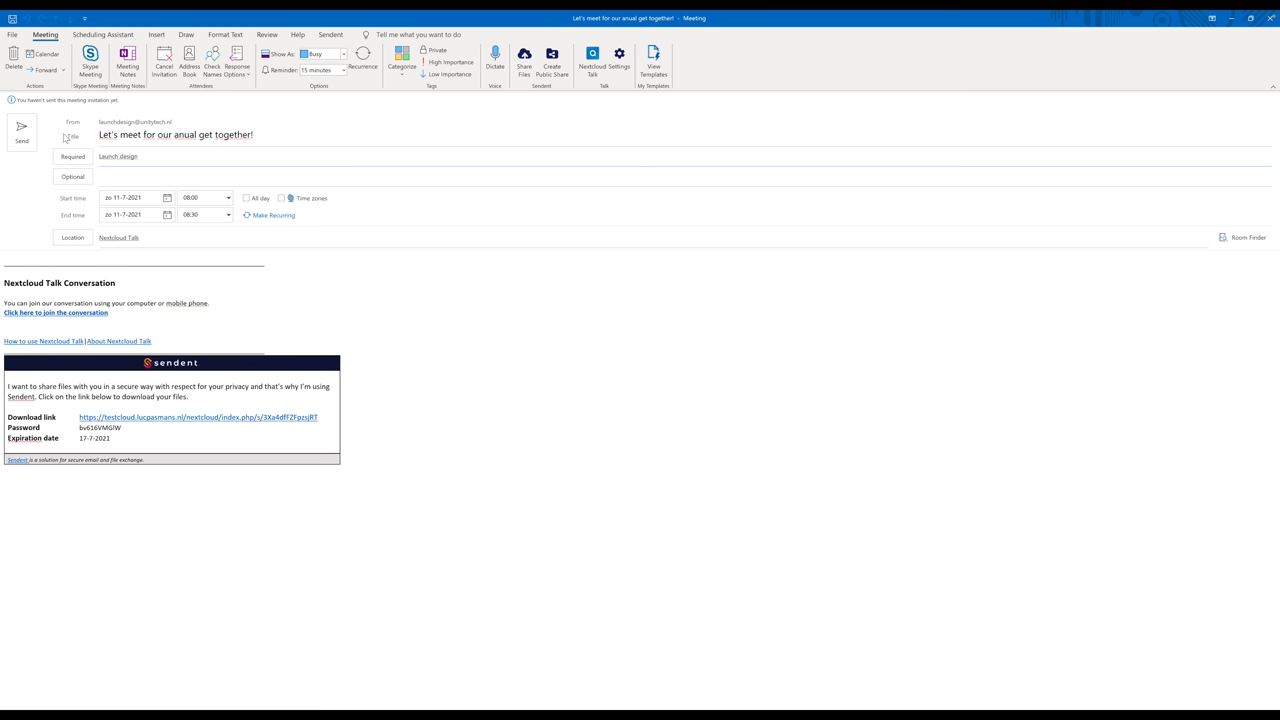 Let's meet for our anual get together! – Meeting
File Meeting Scheduling Assistant Insert Draw Format Text Review Help Sendent Tell me what you want to do
Delete
Calendar
Forward
Actions
Skype Meeting
Skype Meeting
Meeting Notes
Meeting Notes
Cancel Invitation
Address Book
Check Names
Response Options
Attendees
Show As: Busy
Reminder: 15 minutes
Recurrence
Options
Categorize
Private
High Importance
Low Importance
Tags
Dictate
Voice
Share Files
Create Public Share
Sendent
Nextcloud Talk
Settings
Talk
View Templates
My Templates
You haven't sent this meeting invitation yet.
Send
From launchdesign@unitytech.nl
Title Let's meet for our anual get together!
Required Launch design
Optional
Start time zo 11-7-2021 08:00 All day Time zones
End time zo 11-7-2021 08:30 Make Recurring
Location Nextcloud Talk Room Finder
Nextcloud Talk Conversation
You can join our conversation using your computer or mobile phone.
Click here to join the conversation
How to use Nextcloud Talk|About Nextcloud Talk
sendent
I want to share files with you in a secure way with respect for your privacy and that's why I'm using
Sendent. Click on the link below to download your files.
Download link https://testcloud.lucpasmans.nl/nextcloud/index.php/s/3Xa4dfFZFpzsjRT
Password bv616VMGlW
Expiration date 17-7-2021
Sendent is a solution for secure email and file exchange.